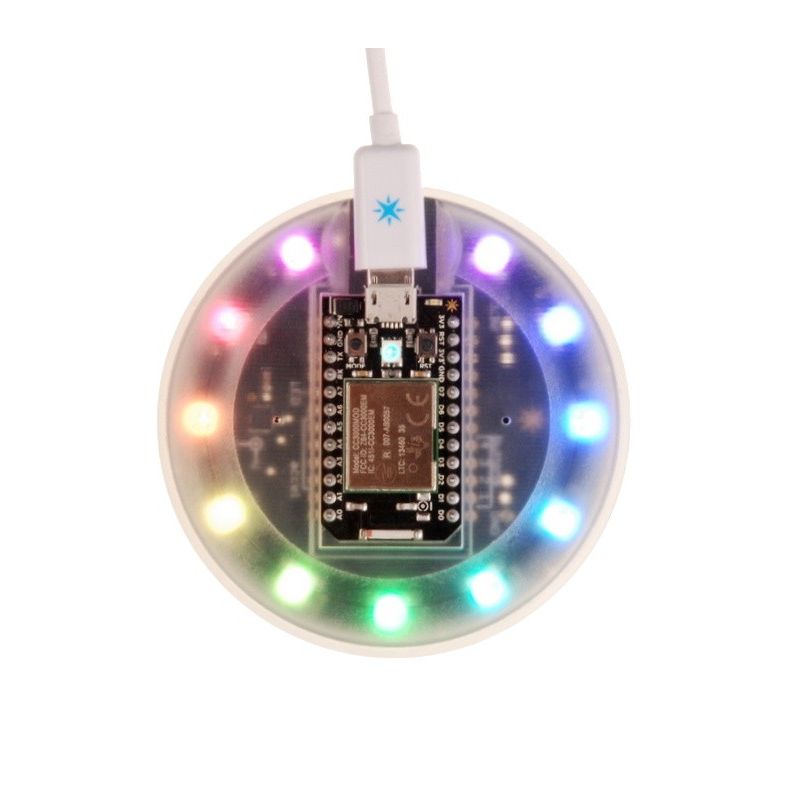 VIN 3V3
GND RST
TX 3V3*
RX GND
A7 D7
A6 D6
A5 D5
A4 D4
A3 D3
A2 D2
A1 D1
A0 D0
MODE RST
Model: CC3000MOD
FCC ID: Z64-CC3000EM
IC: 451I-CC3000EM
R 007-AB0057
CE
LTC: 13460 35